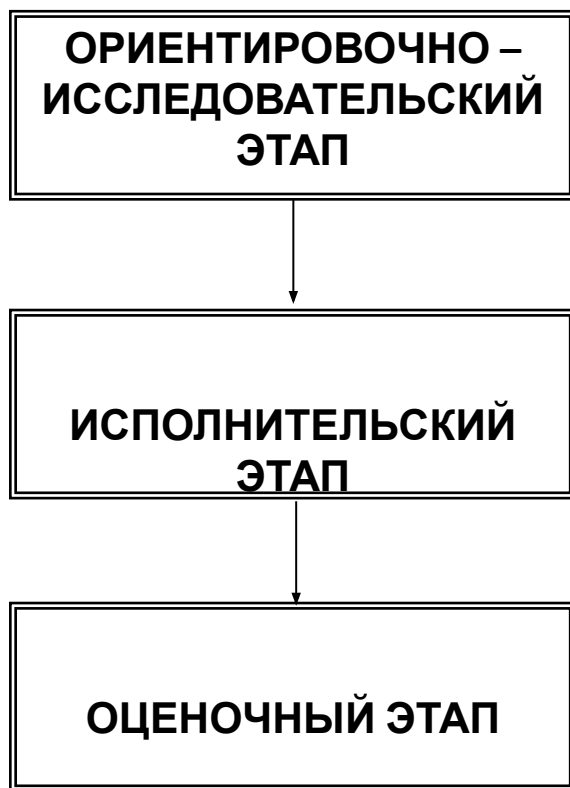 ОРИЕНТИРОВОЧНО –
ИССЛЕДОВАТЕЛЬСКИЙ
ЭТАП
ИСПОЛНИТЕЛЬСКИЙ
ЭТАП
ОЦЕНОЧНЫЙ ЭТАП